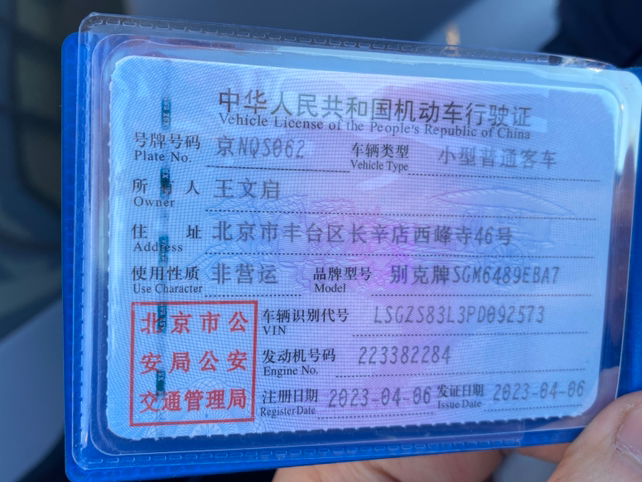 中华人民共和国机动车行驶证
Vehicle License of the People's Republic of China
号牌号码 京NQS062 车辆类型 小型普通客车
Plate No. Vehicle Type
所有人 王文启
Owner
住址 北京市丰台区长辛店西峰寺46号
Address
使用性质 非营运 品牌型号 别克牌SGM6489EBA7
Use Character Model
北京市公 车辆识别代号 LSGZS83L3PD092573
VIN
安局公安 发动机号码 223382284
Engine No.
交通管理局 注册日期 2023-04-06 发证日期 2023-04-06
Register Date Issue Date